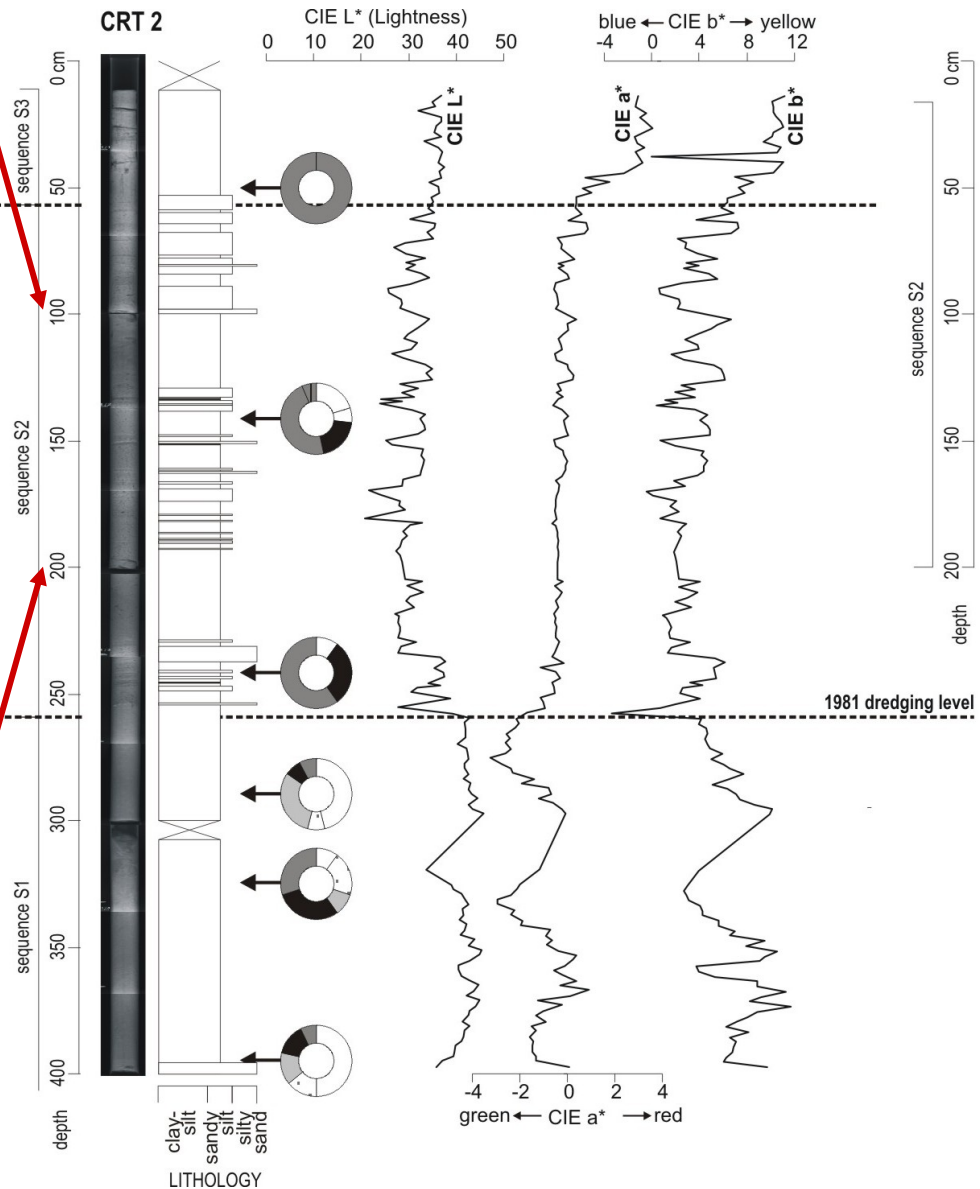 CRT 2
CIE L* (Lightness)
0 10 20 30 40 50
blue ← CIE b* → yellow
-4 0 4 8 12
0 cm
50
100
150
200
250
300
350
400
depth
sequence S3
sequence S2
sequence S1
CIE L*
CIE a*
CIE b*
0 cm
50
100
150
200
depth
sequence S2
1981 dredging level
-4 -2 0 2 4
green ← CIE a* → red
clay-
silt
sandy
silt
silty
sand
LITHOLOGY